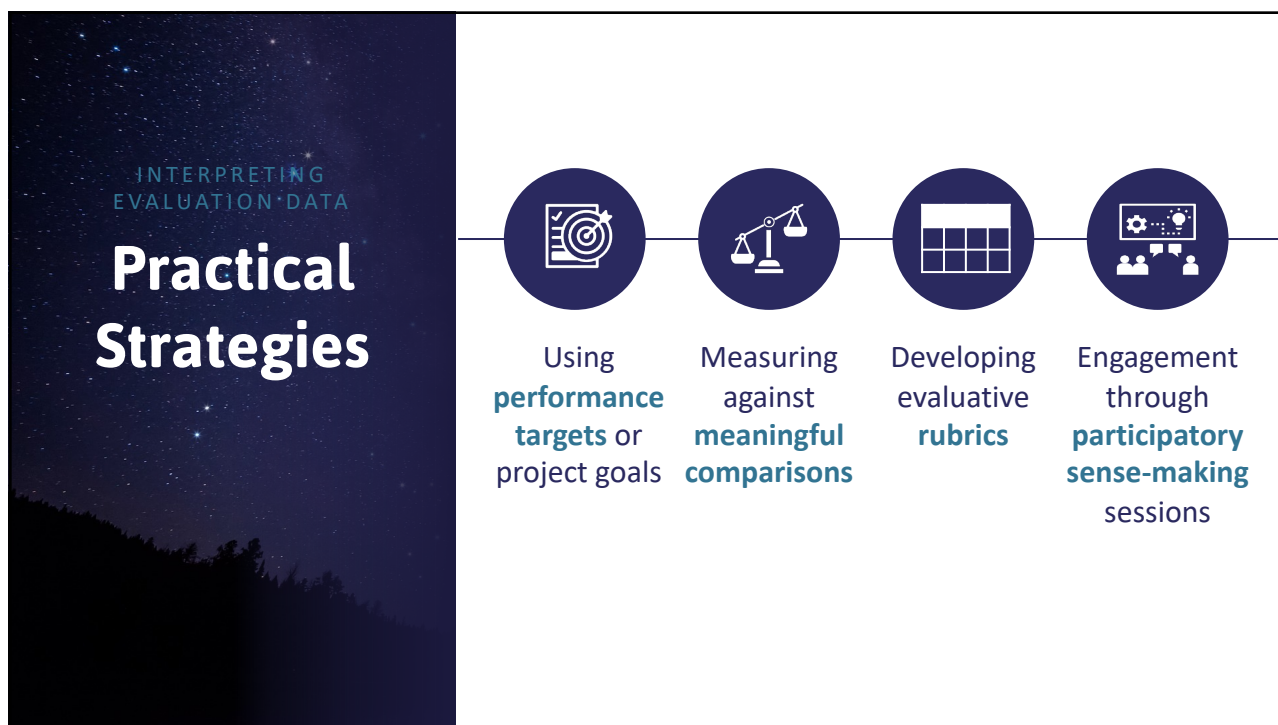 INTERPRETING
EVALUATION DATA
Practical
Strategies
Using
performance
targets or
project goals
Measuring
against
meaningful
comparisons
Developing
evaluative
rubrics
Engagement
through
participatory
sense-making
sessions